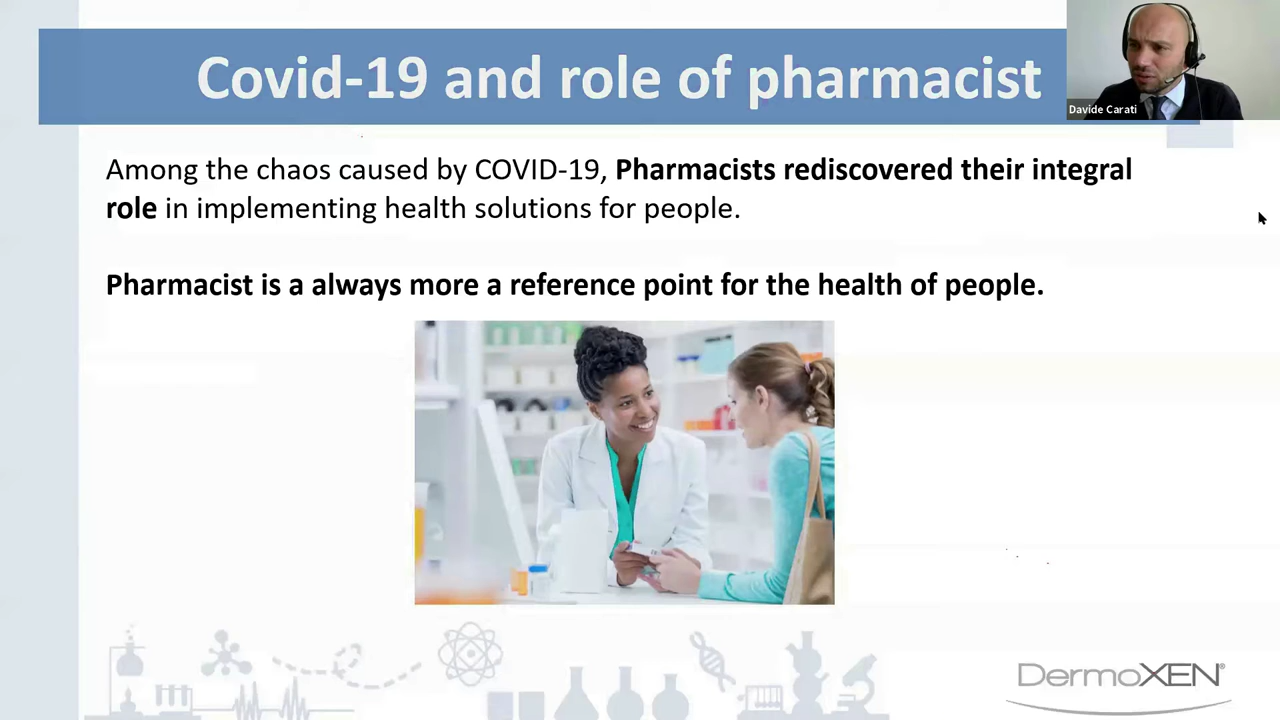 Covid-19 and role of pharmacist
Davide Carati
Among the chaos caused by COVID-19, Pharmacists rediscovered their integral
role in implementing health solutions for people.
Pharmacist is a always more a reference point for the health of people.
DermoXEN®